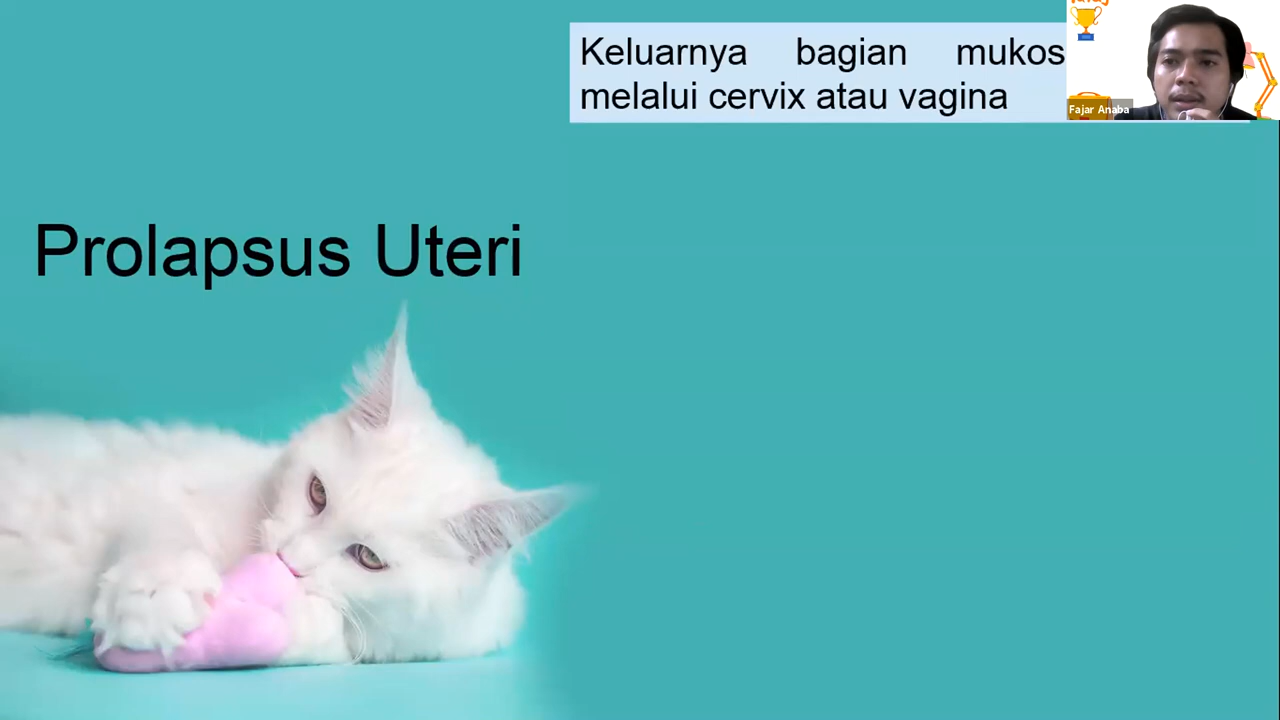 Keluarnya bagian mukos
melalui cervix atau vagina
Fajar Anaba
Prolapsus Uteri